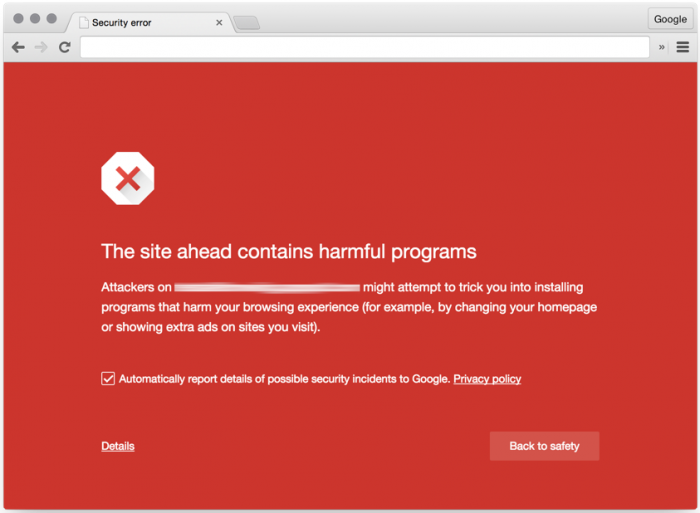 Security error
Google
The site ahead contains harmful programs
Attackers on might attempt to trick you into installing
programs that harm your browsing experience (for example, by changing your homepage
or showing extra ads on sites you visit).
Automatically report details of possible security incidents to Google. Privacy policy
Details
Back to safety